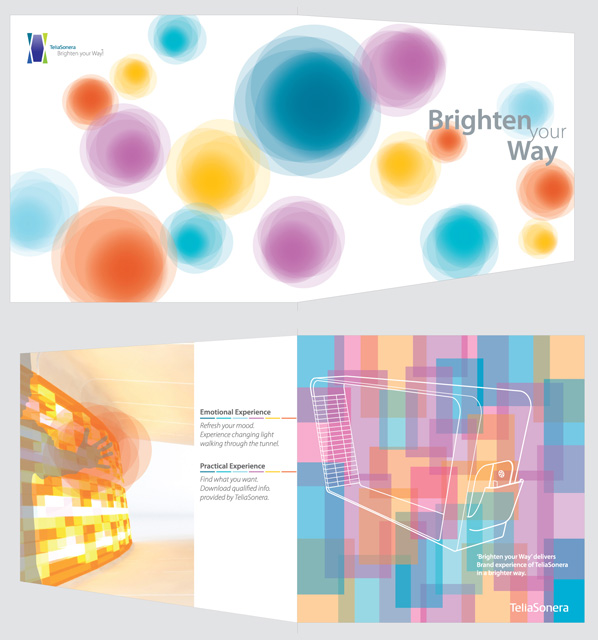 TeliaSonera
Brighten your Way!
Brighten
your
Way
Emotional Experience
Refresh your mood.
Experience changing light
walking through the tunnel.
Practical Experience
Find what you want.
Download qualified info.
provided by TeliaSonera.
'Brighten your Way' delivers
Brand experience of TeliaSonera
in a brighter way.
TeliaSonera